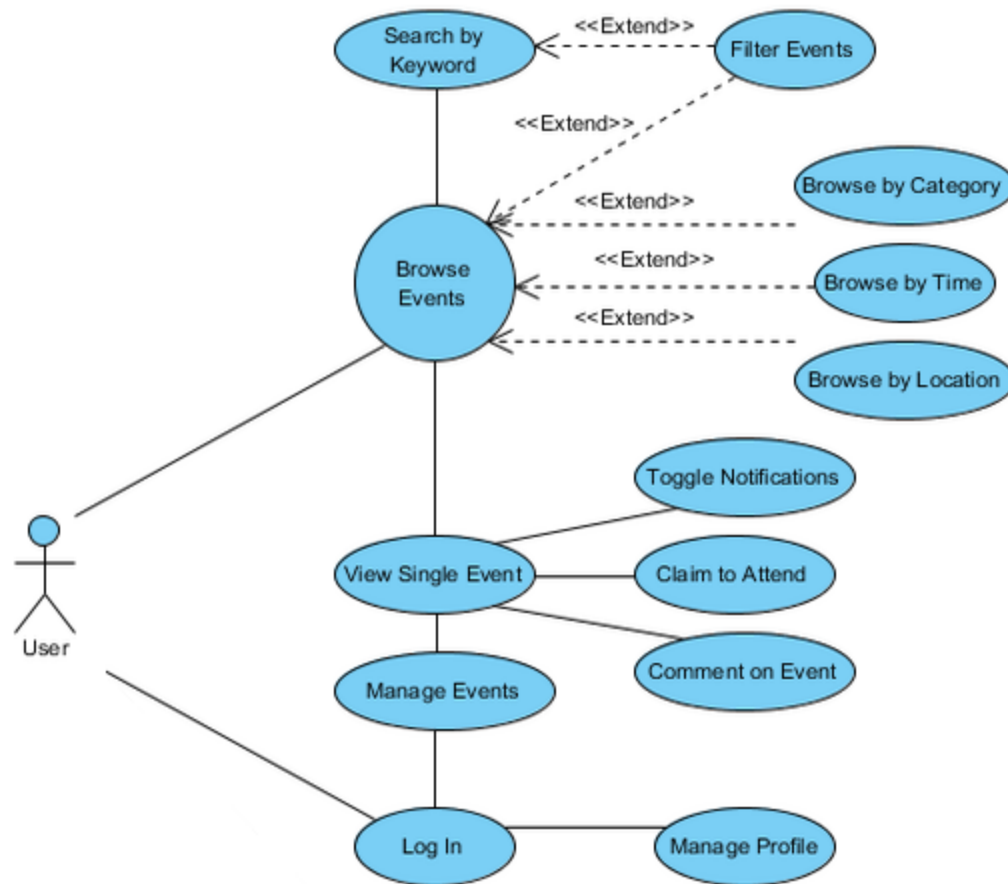 Search by
Keyword
<<Extend>>
Filter Events
<<Extend>>
Browse by Category
<<Extend>>
Browse
Events
<<Extend>>
Browse by Time
<<Extend>>
Browse by Location
Toggle Notifications
View Single Event
Claim to Attend
User
Comment on Event
Manage Events
Log In
Manage Profile